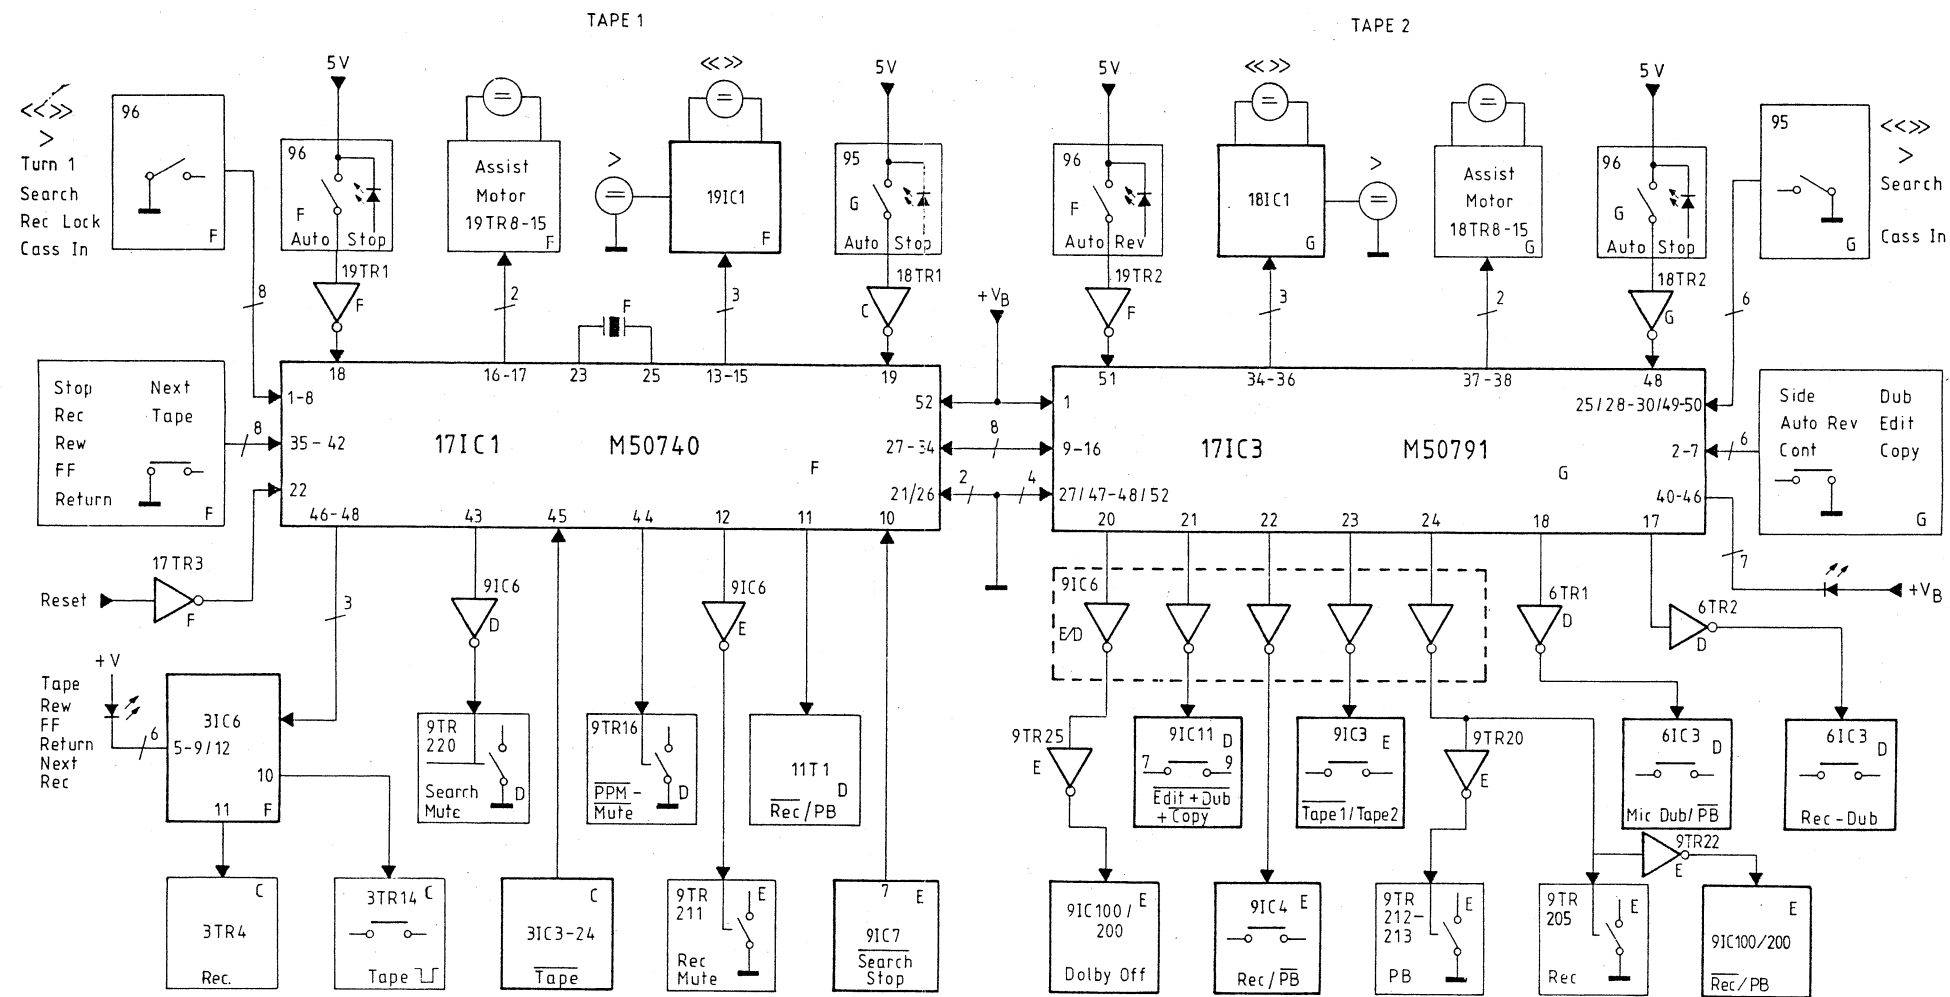 TAPE 1
TAPE 2
<<>>
>
Turn 1
Search
Rec Lock
Cass In
96
F
5V
96
F
Auto Stop
19TR1
F
Assist
Motor
19TR8-15
F
<<>>
>
19IC1
F
5V
95
G
Auto Stop
18TR1
C
5V
96
F
Auto Rev
19TR2
F
<<>>
18IC1
G
>
Assist
Motor
18TR8-15
G
5V
96
G
Auto Stop
18TR2
G
95
G
<<>>
>
Search
Cass In
8
2
F
3
+VB
3
2
6
Stop Next
Rec Tape
Rew
FF
Return
F
8
18
16-17
23
25
13-15
19
1-8
35-42
22
17IC1 M50740
F
52
27-34
21/26
46-48
43
45
44
12
11
10
8
2
4
51
34-36
37-38
48
1
9-16
27/47-48/52
17IC3 M50791
G
25/28-30/49-50
2-7
40-46
20
21
22
23
24
18
17
6
7
Side Dub
Auto Rev Edit
Cont Copy
G
+VB
Reset
17TR3
F
3
9IC6
D
9IC6
E
9IC6
E/D
6TR1
D
6TR2
D
+V
Tape
Rew
FF
Return
Next
Rec
6
3IC6
5-9/12
10
11
F
9TR
220
Search
Mute
D
9TR16
PPM-
Mute
D
11T1
D
Rec/PB
9TR25
E
9IC11 D
7 9
Edit+Dub
+Copy
9IC3 E
Tape1/Tape2
9TR20
E
6IC3
D
Mic Dub/PB
6IC3
D
Rec-Dub
9TR22
E
C
3TR4
Rec.
3TR14 C
Tape
C
3IC3-24
Tape
9TR
211
E
Rec
Mute
7
E
9IC7
Search
Stop
9IC100/
200
E
Dolby Off
9IC4 E
Rec/PB
9TR
212-
213
E
PB
9TR
205
E
Rec
E
9IC100/200
Rec/PB